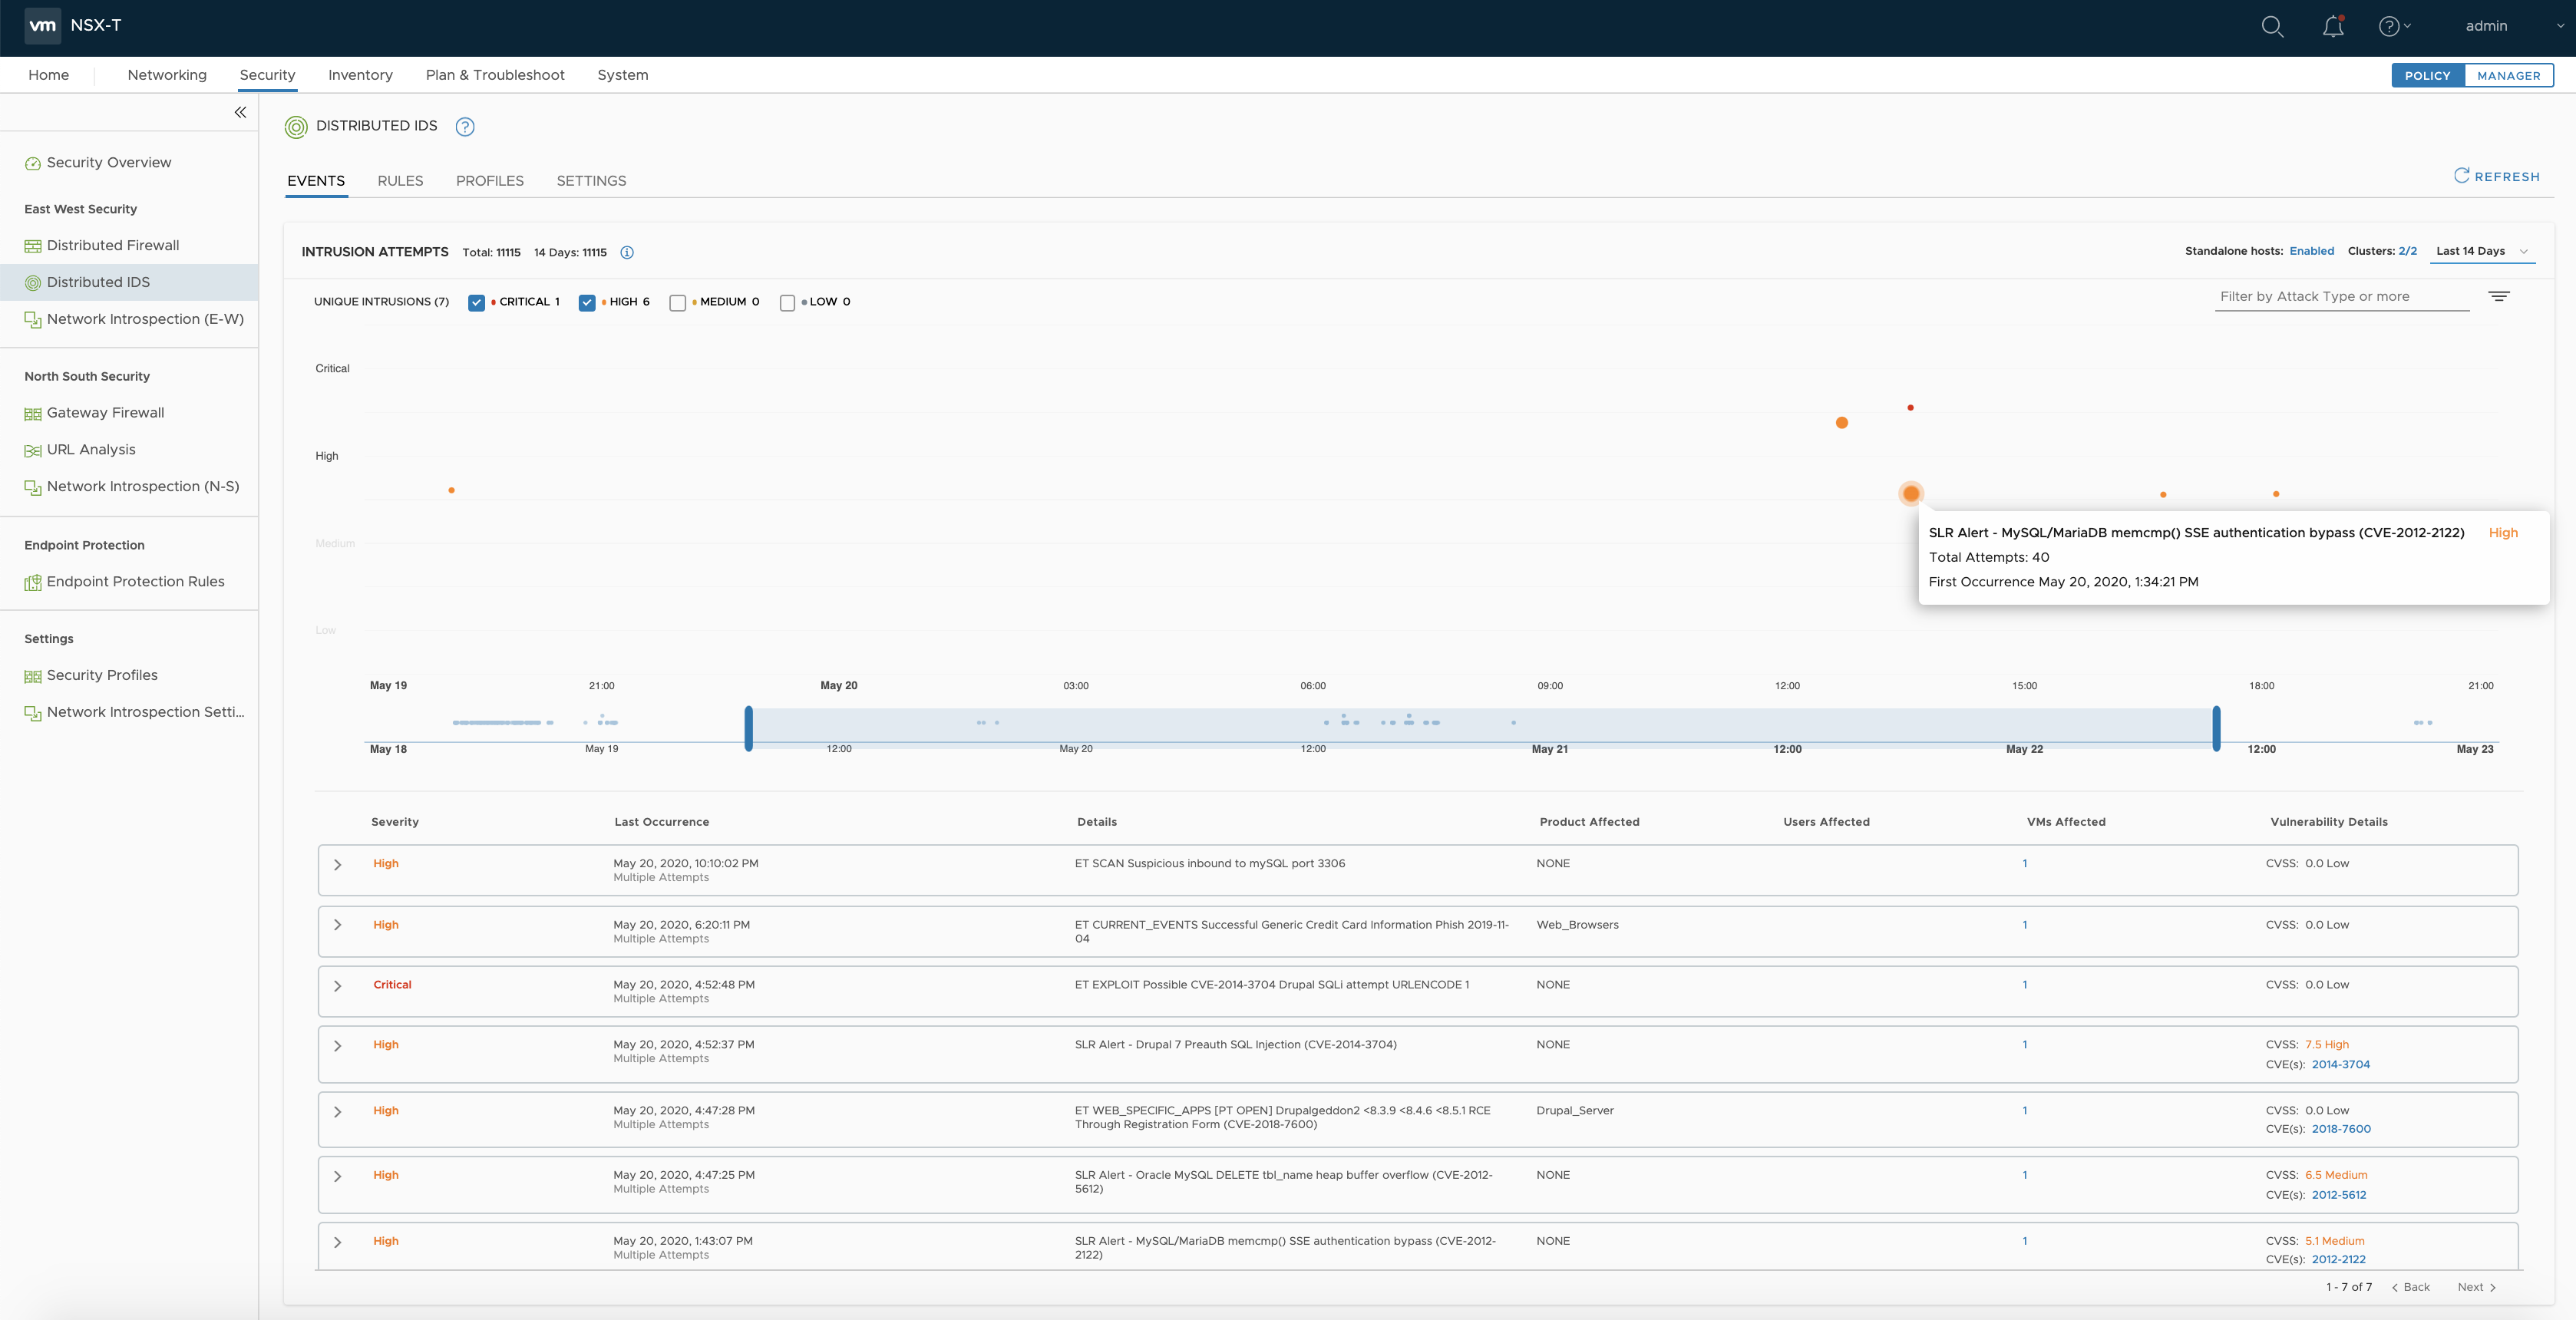 vm NSX-T
admin
Home Networking Security Inventory Plan & Troubleshoot System
POLICY MANAGER
Security Overview
East West Security
Distributed Firewall
Distributed IDS
Network Introspection (E-W)
North South Security
Gateway Firewall
URL Analysis
Network Introspection (N-S)
Endpoint Protection
Endpoint Protection Rules
Settings
Security Profiles
Network Introspection Setti...
DISTRIBUTED IDS
EVENTS RULES PROFILES SETTINGS
REFRESH
INTRUSION ATTEMPTS Total: 11115 14 Days: 11115
Standalone hosts: Enabled Clusters: 2/2 Last 14 Days
UNIQUE INTRUSIONS (7) CRITICAL 1 HIGH 6 MEDIUM 0 LOW 0
Filter by Attack Type or more
Critical
High
Medium
Low
SLR Alert - MySQL/MariaDB memcmp() SSE authentication bypass (CVE-2012-2122) High
Total Attempts: 40
First Occurrence May 20, 2020, 1:34:21 PM
May 19 21:00 May 20 03:00 06:00 09:00 12:00 15:00 18:00 21:00
May 18 May 19 12:00 May 20 12:00 May 21 12:00 May 22 12:00 May 23
Severity Last Occurrence Details Product Affected Users Affected VMs Affected Vulnerability Details
High May 20, 2020, 10:10:02 PM ET SCAN Suspicious inbound to mySQL port 3306 NONE 1 CVSS: 0.0 Low
Multiple Attempts
High May 20, 2020, 6:20:11 PM ET CURRENT_EVENTS Successful Generic Credit Card Information Phish 2019-11- Web_Browsers 1 CVSS: 0.0 Low
Multiple Attempts 04
Critical May 20, 2020, 4:52:48 PM ET EXPLOIT Possible CVE-2014-3704 Drupal SQLi attempt URLENCODE 1 NONE 1 CVSS: 0.0 Low
Multiple Attempts
High May 20, 2020, 4:52:37 PM SLR Alert - Drupal 7 Preauth SQL Injection (CVE-2014-3704) NONE 1 CVSS: 7.5 High
Multiple Attempts CVE(s): 2014-3704
High May 20, 2020, 4:47:28 PM ET WEB_SPECIFIC_APPS [PT OPEN] Drupalgeddon2 <8.3.9 <8.4.6 <8.5.1 RCE Drupal_Server 1 CVSS: 0.0 Low
Multiple Attempts Through Registration Form (CVE-2018-7600) CVE(s): 2018-7600
High May 20, 2020, 4:47:25 PM SLR Alert - Oracle MySQL DELETE tbl_name heap buffer overflow (CVE-2012- NONE 1 CVSS: 6.5 Medium
Multiple Attempts 5612) CVE(s): 2012-5612
High May 20, 2020, 1:43:07 PM SLR Alert - MySQL/MariaDB memcmp() SSE authentication bypass (CVE-2012- NONE 1 CVSS: 5.1 Medium
Multiple Attempts 2122) CVE(s): 2012-2122
1 - 7 of 7 Back Next